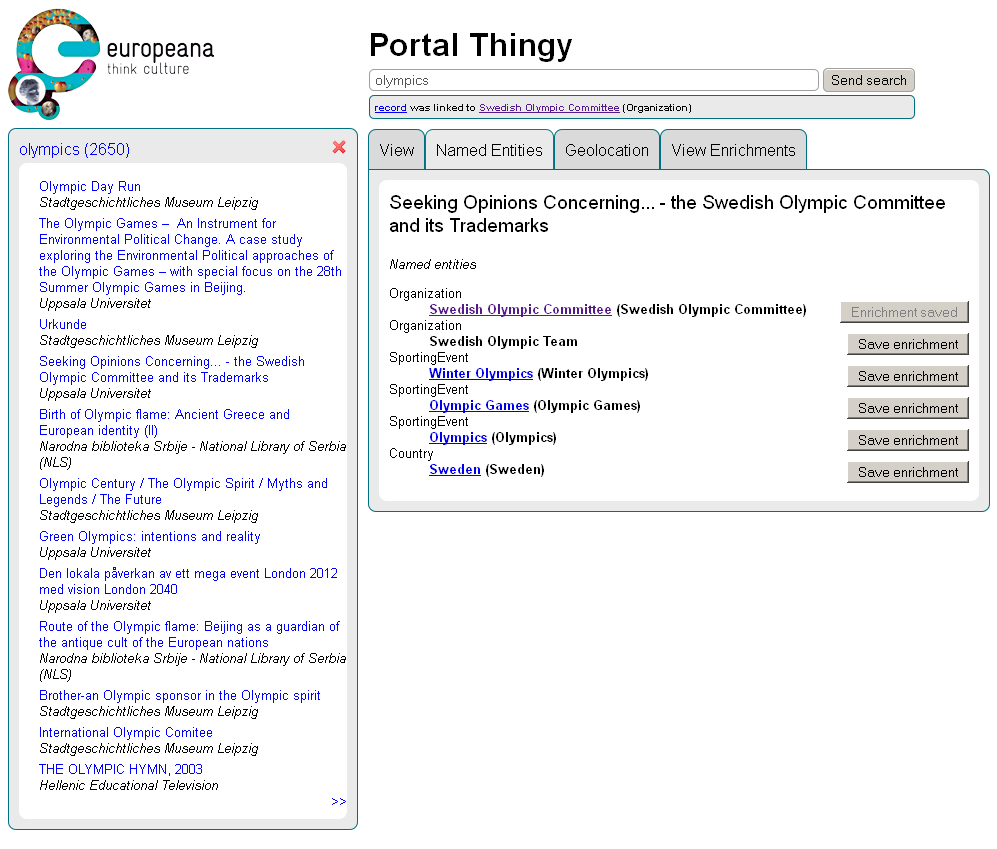 europeana
think culture
Portal Thingy
olympics
Send search
record was linked to Swedish Olympic Committee (Organization)
olympics (2650)
Olympic Day Run
Stadtgeschichtliches Museum Leipzig
The Olympic Games – An Instrument for
Environmental Political Change. A case study
exploring the Environmental Political approaches of
the Olympic Games – with special focus on the 28th
Summer Olympic Games in Beijing.
Uppsala Universitet
Urkunde
Stadtgeschichtliches Museum Leipzig
Seeking Opinions Concerning... - the Swedish
Olympic Committee and its Trademarks
Uppsala Universitet
Birth of Olympic flame: Ancient Greece and
European identity (II)
Narodna biblioteka Srbije - National Library of Serbia
(NLS)
Olympic Century / The Olympic Spirit / Myths and
Legends / The Future
Stadtgeschichtliches Museum Leipzig
Green Olympics: intentions and reality
Uppsala Universitet
Den lokala påverkan av ett mega event London 2012
med vision London 2040
Uppsala Universitet
Route of the Olympic flame: Beijing as a guardian of
the antique cult of the European nations
Narodna biblioteka Srbije - National Library of Serbia
(NLS)
Brother-an Olympic sponsor in the Olympic spirit
Stadtgeschichtliches Museum Leipzig
International Olympic Comitee
Stadtgeschichtliches Museum Leipzig
THE OLYMPIC HYMN, 2003
Hellenic Educational Television
>>
View
Named Entities
Geolocation
View Enrichments
Seeking Opinions Concerning... - the Swedish Olympic Committee
and its Trademarks
Named entities
Organization
Swedish Olympic Committee (Swedish Olympic Committee)
Enrichment saved
Organization
Swedish Olympic Team
Save enrichment
SportingEvent
Winter Olympics (Winter Olympics)
Save enrichment
SportingEvent
Olympic Games (Olympic Games)
Save enrichment
SportingEvent
Olympics (Olympics)
Save enrichment
Country
Sweden (Sweden)
Save enrichment